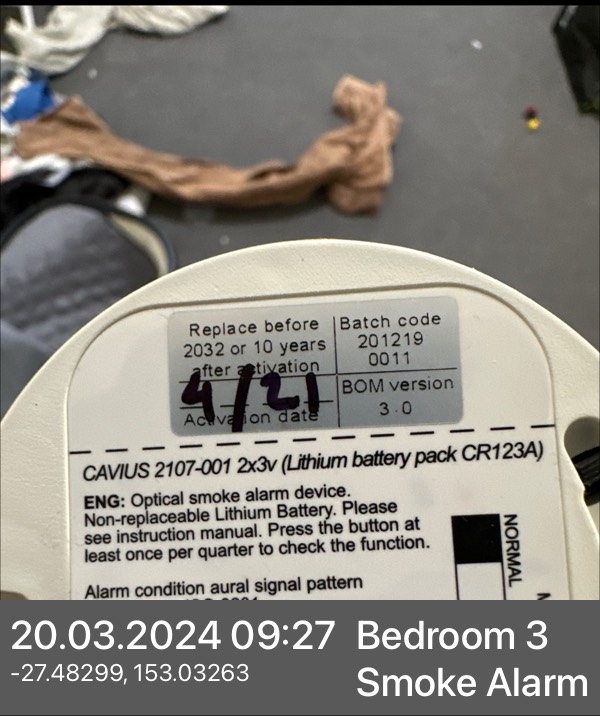 Replace before
2032 or 10 years
after activation
4/21
Activation date
Batch code
201219
0011
BOM version
3.0
CAVIUS 2107-001 2x3v (Lithium battery pack CR123A)
ENG: Optical smoke alarm device.
Non-replaceable Lithium Battery. Please
see instruction manual. Press the button at
least once per quarter to check the function.
Alarm condition aural signal pattern
NORMAL
20.03.2024 09:27
-27.48299, 153.03263
Bedroom 3
Smoke Alarm